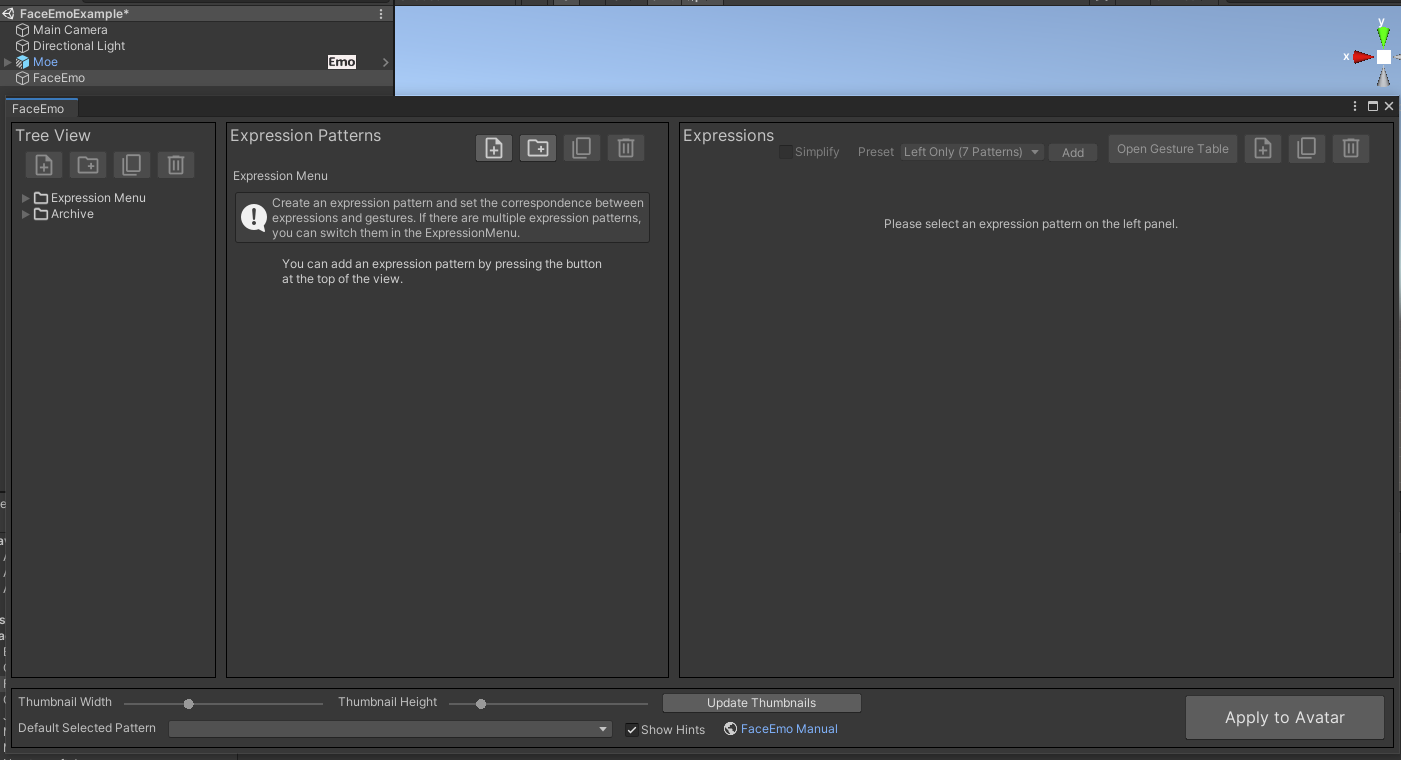 FaceEmoExample*
Main Camera
Directional Light
Moe
Emo
FaceEmo
y
x
FaceEmo
Tree View
Expression Menu
Archive
Expression Patterns
Expression Menu
Create an expression pattern and set the correspondence between
expressions and gestures. If there are multiple expression patterns,
you can switch them in the ExpressionMenu.
You can add an expression pattern by pressing the button
at the top of the view.
Expressions
Simplify
Preset
Left Only (7 Patterns)
Add
Open Gesture Table
Please select an expression pattern on the left panel.
Thumbnail Width
Thumbnail Height
Update Thumbnails
Default Selected Pattern
Show Hints
FaceEmo Manual
Apply to Avatar